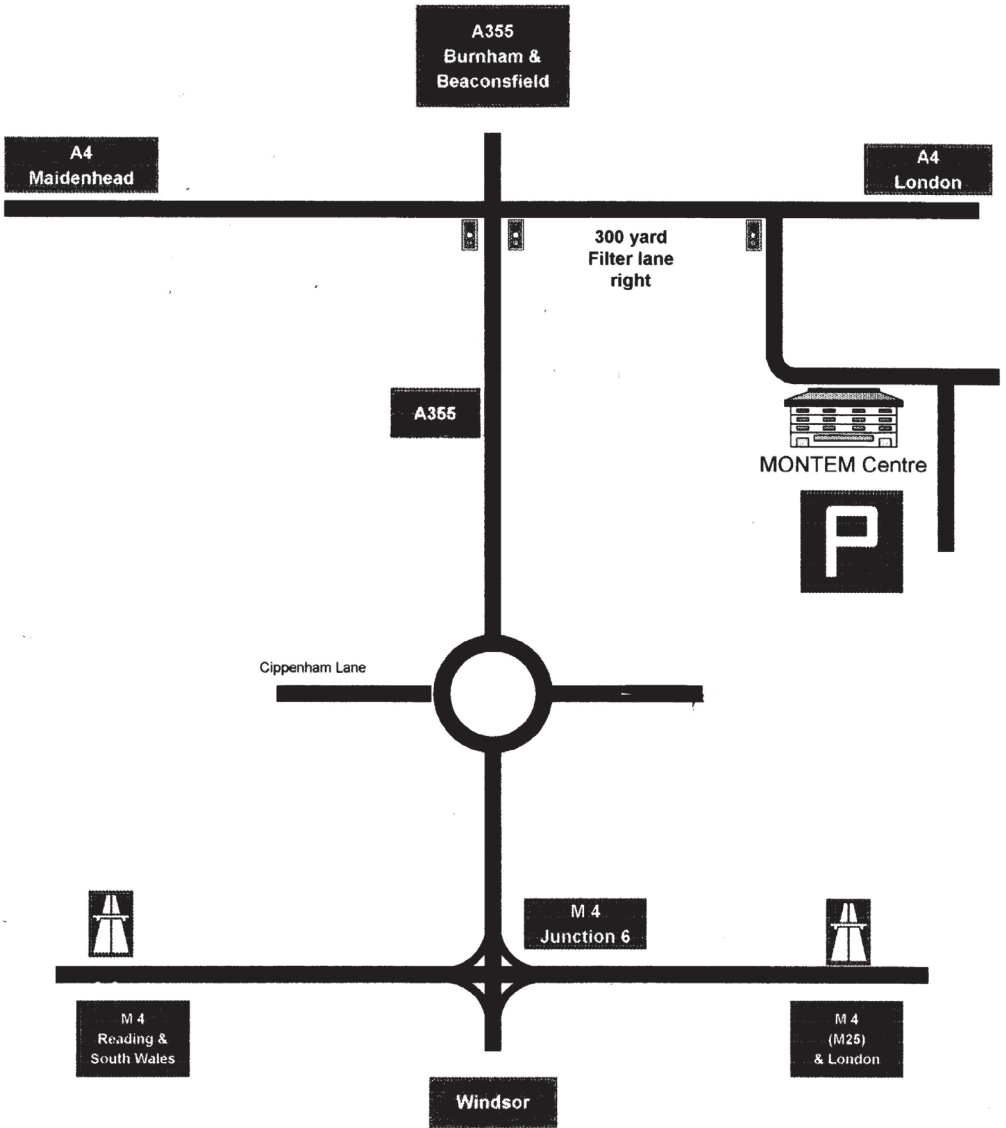 A355
Burnham &
Beaconsfield
A4
Maidenhead
A4
London
300 yard
Filter lane
right
A355
MONTEM Centre
P
Cippenham Lane
M 4
Junction 6
M 4
Reading &
South Wales
M 4
(M25)
& London
Windsor